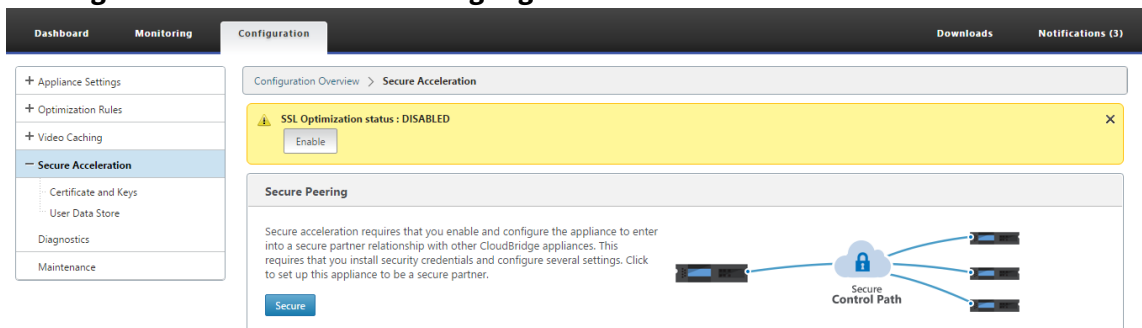 Dashboard Monitoring Configuration Downloads Notifications (3)
+ Appliance Settings
+ Optimization Rules
+ Video Caching
− Secure Acceleration
Certificate and Keys
User Data Store
Diagnostics
Maintenance
Configuration Overview > Secure Acceleration
SSL Optimization status : DISABLED
Enable
Secure Peering
Secure acceleration requires that you enable and configure the appliance to enter
into a secure partner relationship with other CloudBridge appliances. This
requires that you install security credentials and configure several settings. Click
to set up this appliance to be a secure partner.
Secure
Secure
Control Path